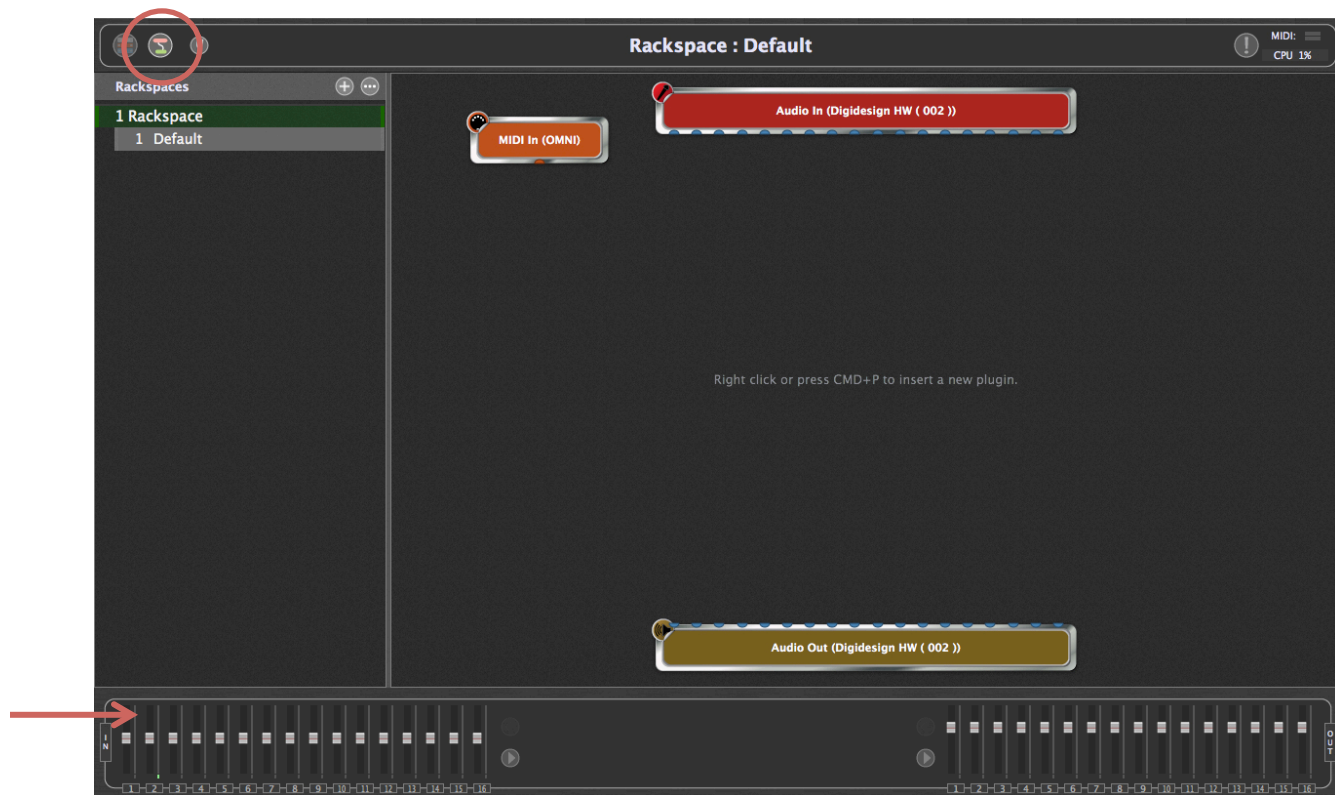 Rackspace : Default
MIDI:
CPU 1%
Rackspaces
1 Rackspace
1 Default
Audio In (Digidesign HW ( 002 ))
MIDI In (OMNI)
Right click or press CMD+P to insert a new plugin.
Audio Out (Digidesign HW ( 002 ))
IN
OUT
1 2 3 4 5 6 7 8 9 10 11 12 13 14 15 16
1 2 3 4 5 6 7 8 9 10 11 12 13 14 15 16